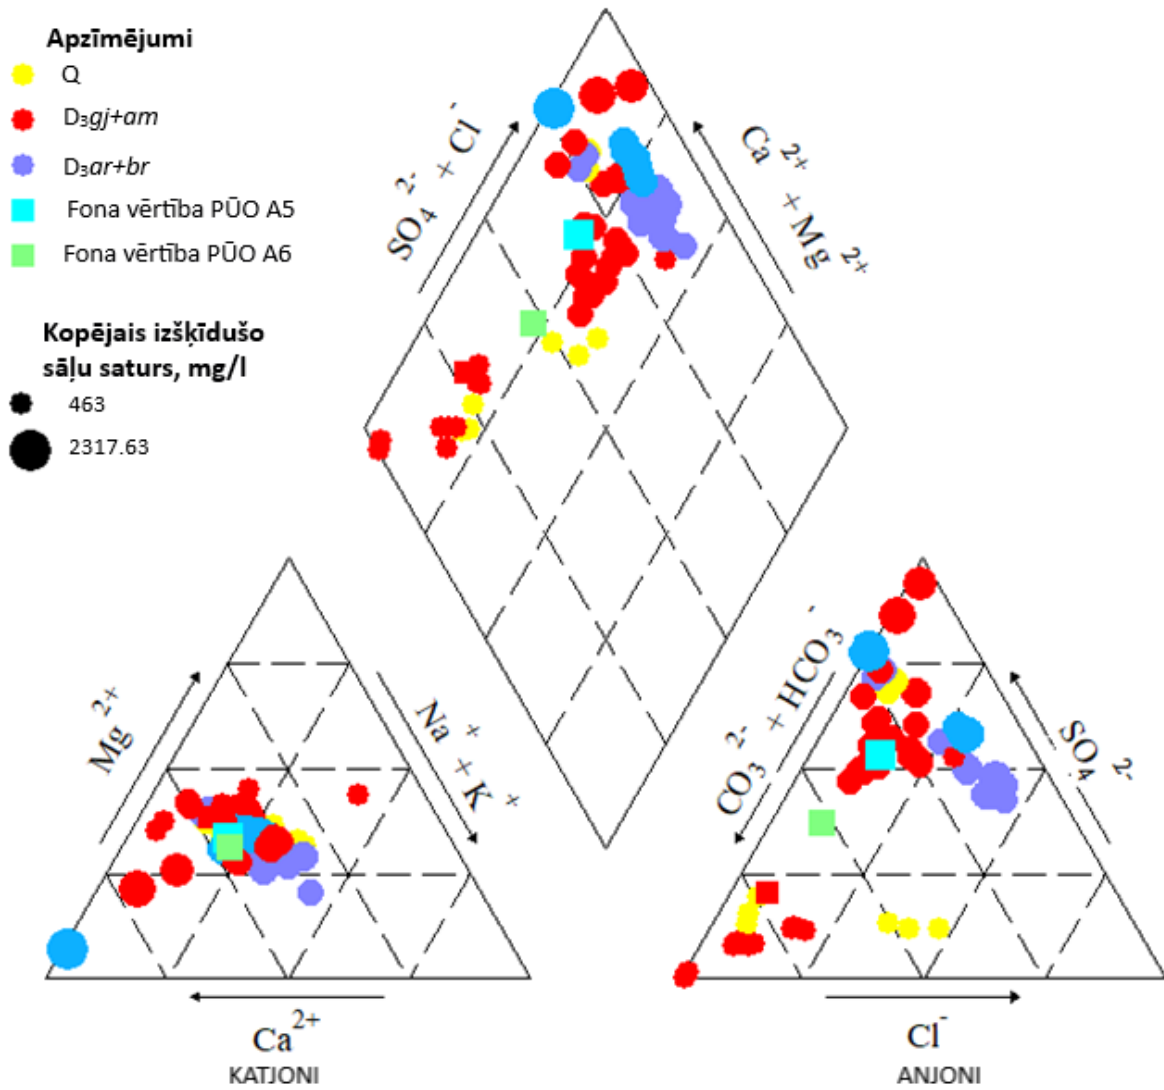 Apzīmējumi
Q
D₃gj+am
D₃ar+br
Fona vērtība PŪO A5
Fona vērtība PŪO A6
Kopējais izšķīdušo
sāļu saturs, mg/l
463
2317.63
SO₄²⁻ + Cl⁻
Ca²⁺ + Mg²⁺
Mg²⁺
Na⁺ + K⁺
CO₃²⁻ + HCO₃⁻
SO₄²⁻
Ca²⁺
Cl⁻
KATJONI
ANJONI